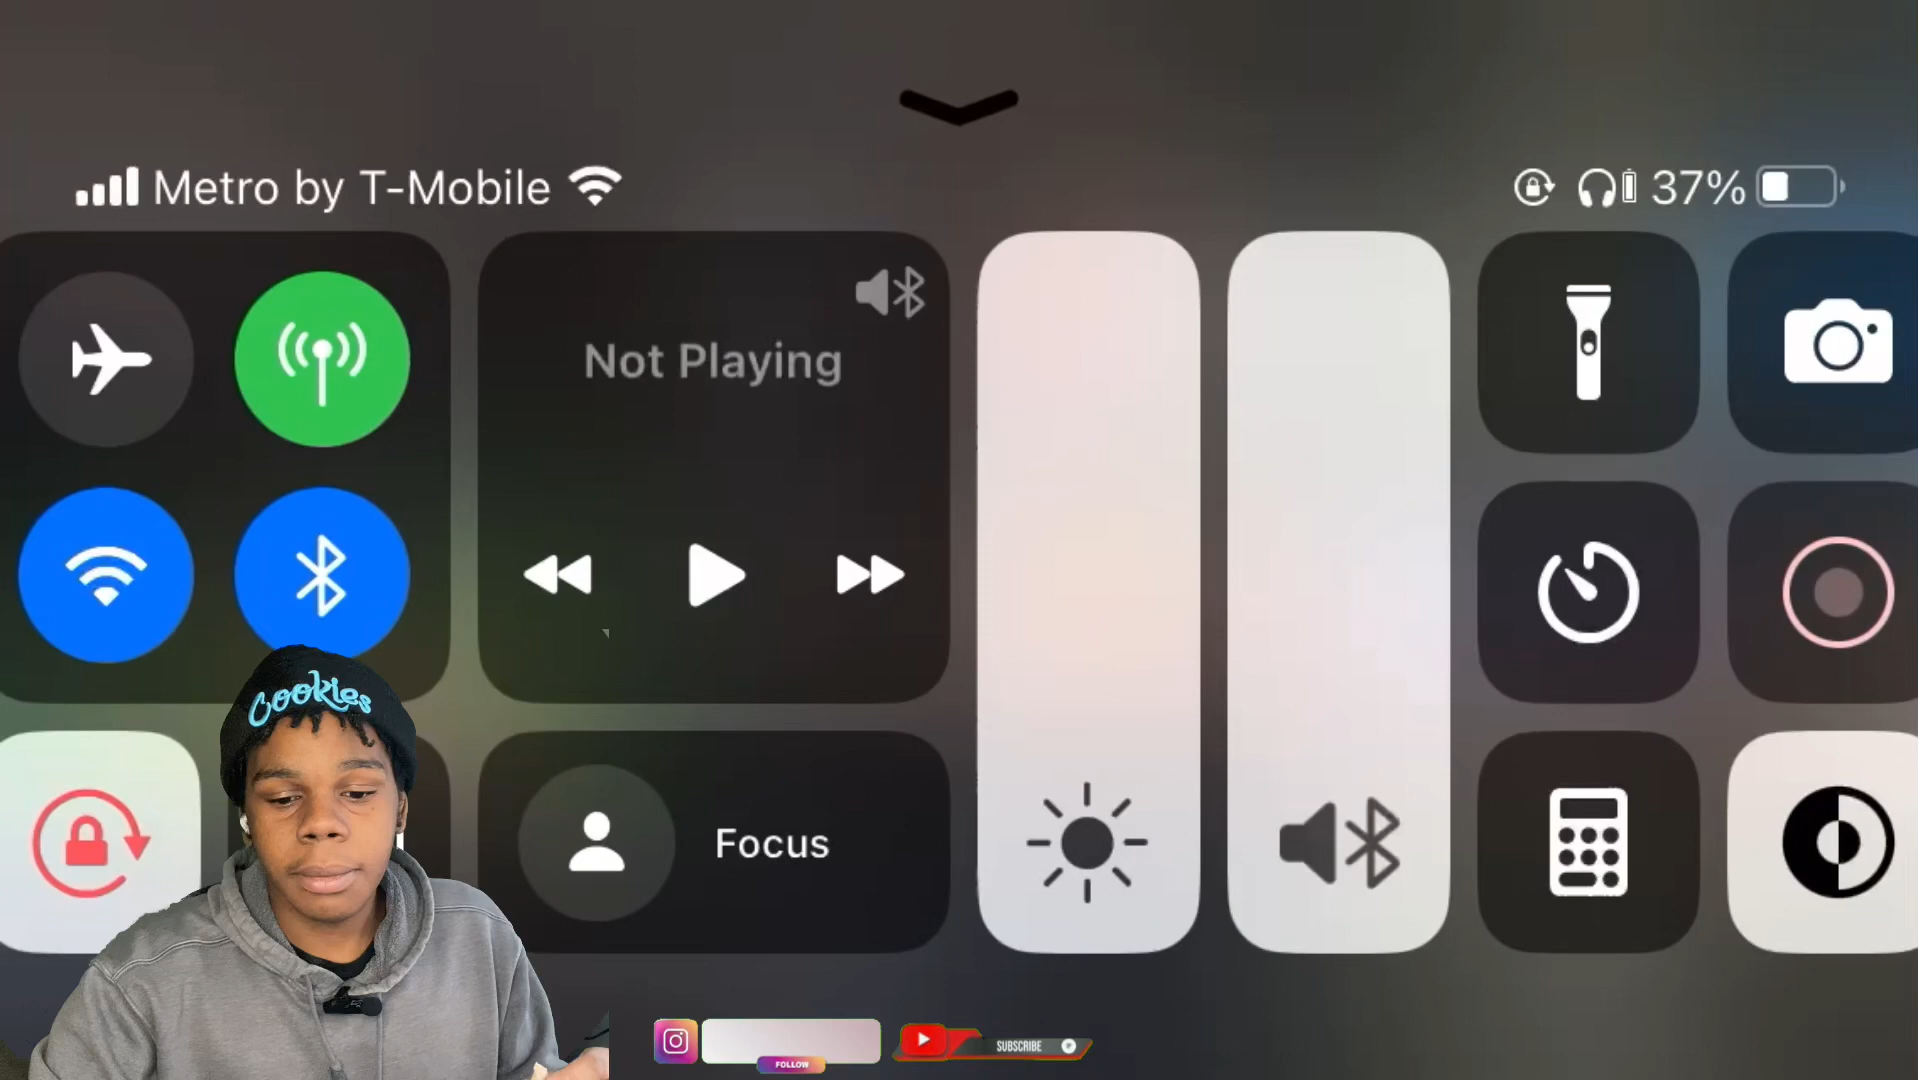 Metro by T-Mobile
37%
Not Playing
Cookies
Focus
SUBSCRIBE
FOLLOW